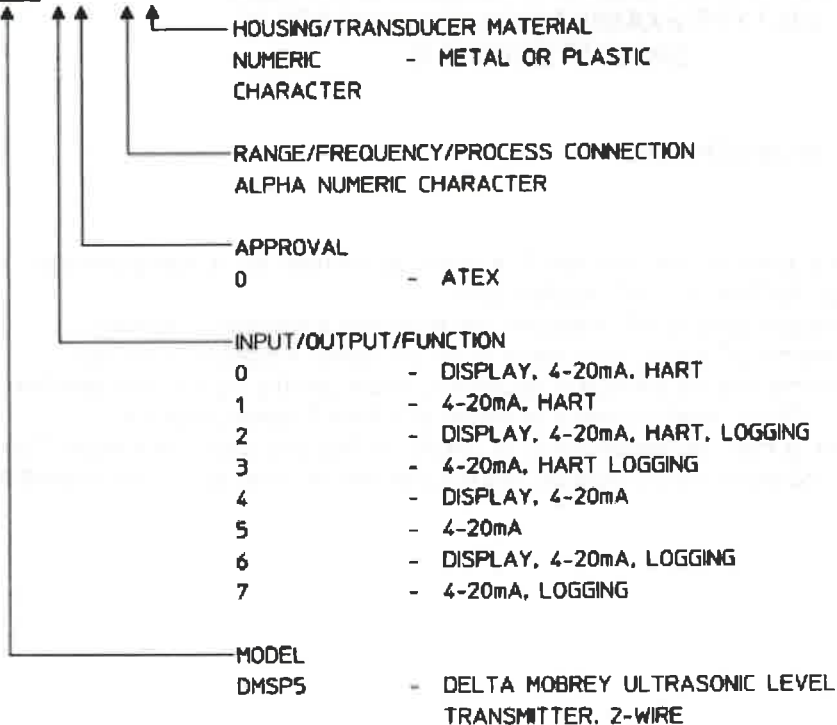 HOUSING/TRANSDUCER MATERIAL
NUMERIC - METAL OR PLASTIC
CHARACTER
RANGE/FREQUENCY/PROCESS CONNECTION
ALPHA NUMERIC CHARACTER
APPROVAL
0 - ATEX
INPUT/OUTPUT/FUNCTION
0 - DISPLAY, 4-20mA, HART
1 - 4-20mA, HART
2 - DISPLAY, 4-20mA, HART, LOGGING
3 - 4-20mA, HART LOGGING
4 - DISPLAY, 4-20mA
5 - 4-20mA
6 - DISPLAY, 4-20mA, LOGGING
7 - 4-20mA, LOGGING
MODEL
DMSP5 - DELTA MOBREY ULTRASONIC LEVEL
TRANSMITTER, 2-WIRE